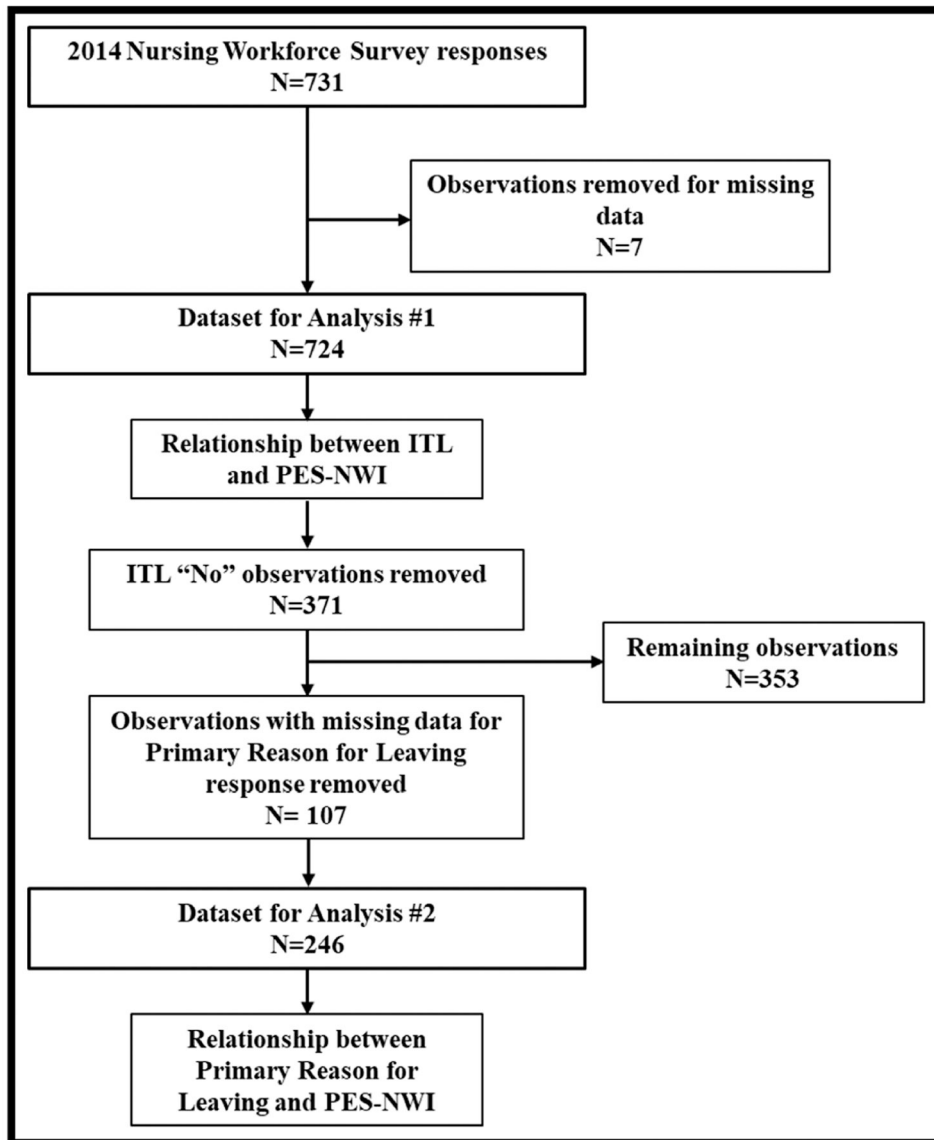 2014 Nursing Workforce Survey responses
N=731
Observations removed for missing
data
N=7
Dataset for Analysis #1
N=724
Relationship between ITL
and PES-NWI
ITL “No” observations removed
N=371
Remaining observations
N=353
Observations with missing data for
Primary Reason for Leaving
response removed
N= 107
Dataset for Analysis #2
N=246
Relationship between
Primary Reason for
Leaving and PES-NWI